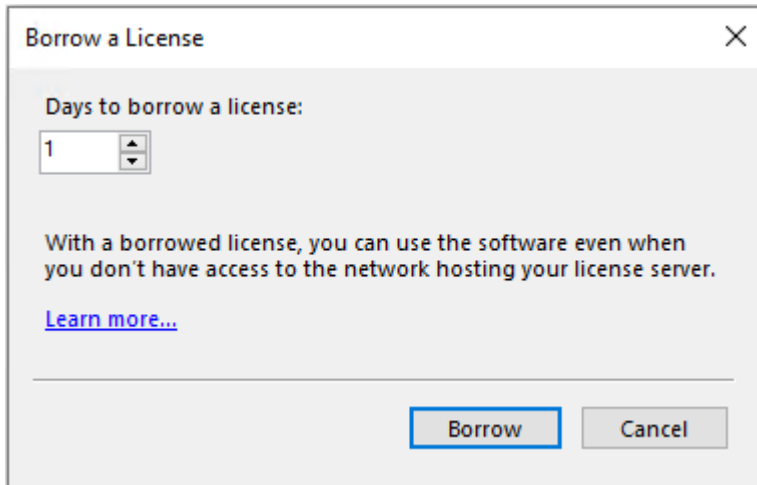 Borrow a License
Days to borrow a license:
1
With a borrowed license, you can use the software even when
you don't have access to the network hosting your license server.
Learn more...
Borrow
Cancel